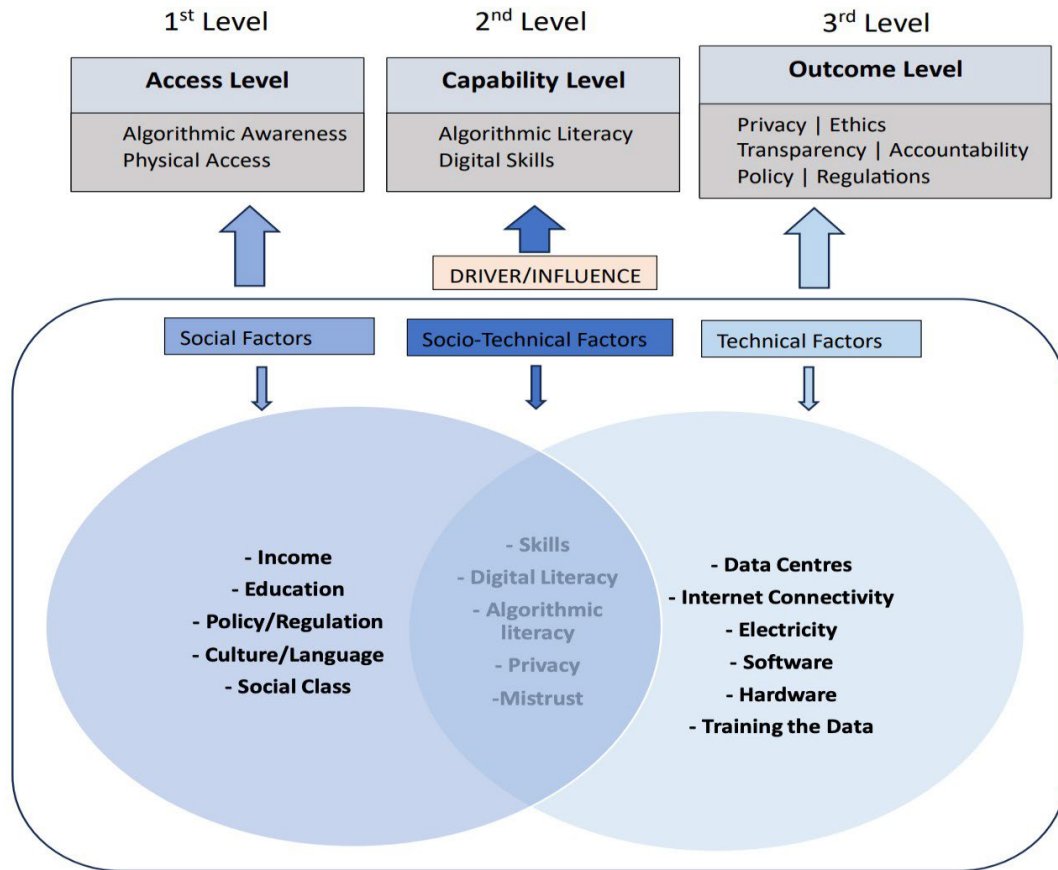 1st Level
2nd Level
3rd Level
Access Level
Algorithmic Awareness
Physical Access
Capability Level
Algorithmic Literacy
Digital Skills
Outcome Level
Privacy | Ethics
Transparency | Accountability
Policy | Regulations
DRIVER/INFLUENCE
Social Factors
Socio-Technical Factors
Technical Factors
- Income
- Education
- Policy/Regulation
- Culture/Language
- Social Class
- Skills
- Digital Literacy
- Algorithmic
literacy
- Privacy
-Mistrust
- Data Centres
- Internet Connectivity
- Electricity
- Software
- Hardware
- Training the Data